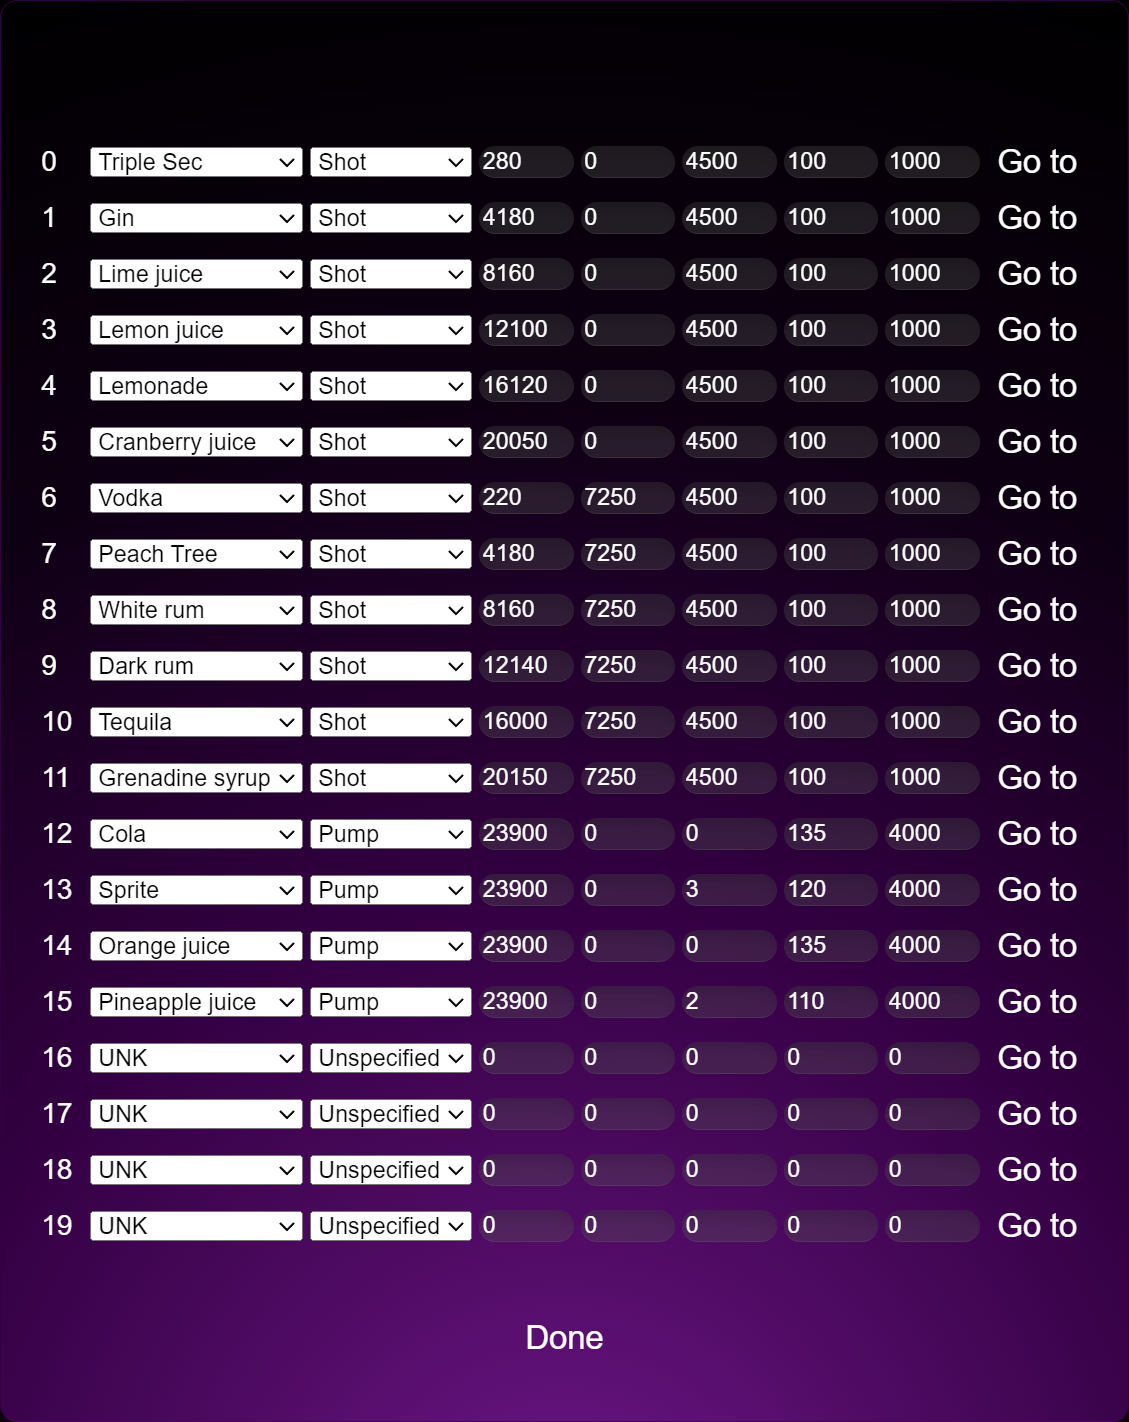 0 Triple Sec Shot 280 0 4500 100 1000 Go to
1 Gin Shot 4180 0 4500 100 1000 Go to
2 Lime juice Shot 8160 0 4500 100 1000 Go to
3 Lemon juice Shot 12100 0 4500 100 1000 Go to
4 Lemonade Shot 16120 0 4500 100 1000 Go to
5 Cranberry juice Shot 20050 0 4500 100 1000 Go to
6 Vodka Shot 220 7250 4500 100 1000 Go to
7 Peach Tree Shot 4180 7250 4500 100 1000 Go to
8 White rum Shot 8160 7250 4500 100 1000 Go to
9 Dark rum Shot 12140 7250 4500 100 1000 Go to
10 Tequila Shot 16000 7250 4500 100 1000 Go to
11 Grenadine syrup Shot 20150 7250 4500 100 1000 Go to
12 Cola Pump 23900 0 0 135 4000 Go to
13 Sprite Pump 23900 0 3 120 4000 Go to
14 Orange juice Pump 23900 0 0 135 4000 Go to
15 Pineapple juice Pump 23900 0 2 110 4000 Go to
16 UNK Unspecified 0 0 0 0 0 Go to
17 UNK Unspecified 0 0 0 0 0 Go to
18 UNK Unspecified 0 0 0 0 0 Go to
19 UNK Unspecified 0 0 0 0 0 Go to
Done